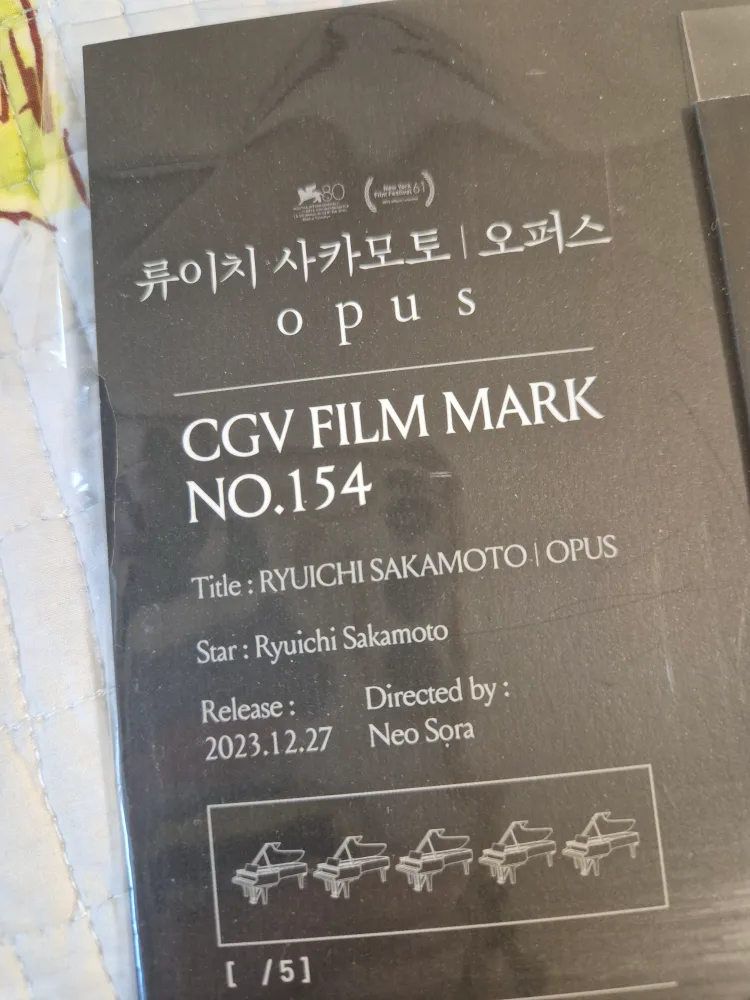 80
New York
Film Festival 61
류이치 사카모토 | 오퍼스
opus
CGV FILM MARK
NO.154
Title : RYUICHI SAKAMOTO | OPUS
Star : Ryuichi Sakamoto
Release :
2023.12.27
Directed by :
Neo Sora
[ /5]